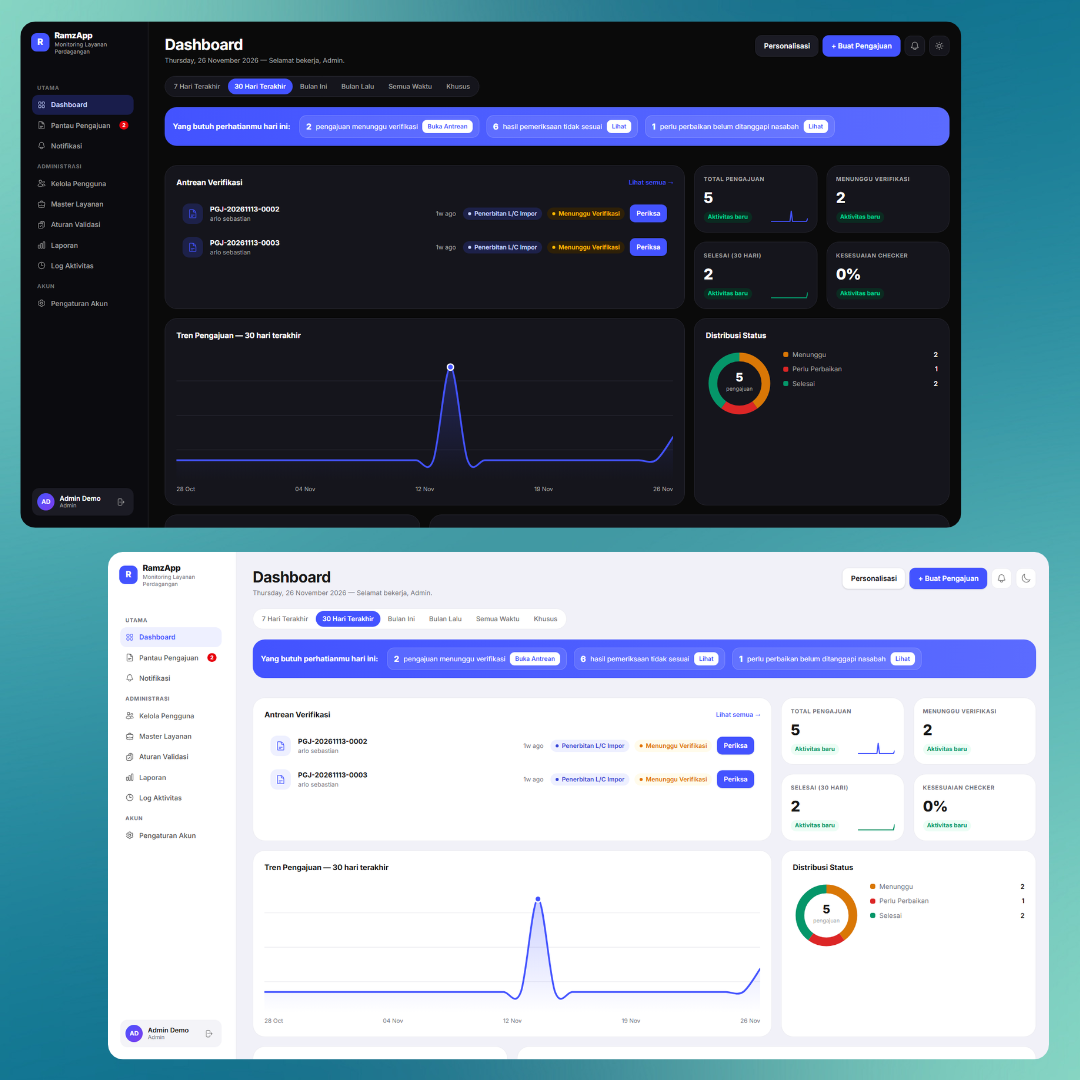 R
RamzApp
Monitoring Layanan
Perdagangan
UTAMA
Dashboard
Pantau Pengajuan 2
Notifikasi
ADMINISTRASI
Kelola Pengguna
Master Layanan
Aturan Validasi
Laporan
Log Aktivitas
AKUN
Pengaturan Akun
AD
Admin Demo
Admin
Dashboard
Thursday, 26 November 2026 — Selamat bekerja, Admin.
Personalisasi
+ Buat Pengajuan
7 Hari Terakhir 30 Hari Terakhir Bulan Ini Bulan Lalu Semua Waktu Khusus
Yang butuh perhatianmu hari ini: 2 pengajuan menunggu verifikasi Buka Antrean 6 hasil pemeriksaan tidak sesuai Lihat 1 perlu perbaikan belum ditanggapi nasabah Lihat
Antrean Verifikasi Lihat semua →
PGJ-20261113-0002
arlo sebastian
1w ago Penerbitan L/C Impor Menunggu Verifikasi Periksa
PGJ-20261113-0003
arlo sebastian
1w ago Penerbitan L/C Impor Menunggu Verifikasi Periksa
TOTAL PENGAJUAN
5
Aktivitas baru
MENUNGGU VERIFIKASI
2
Aktivitas baru
SELESAI (30 HARI)
2
Aktivitas baru
KESESUAIAN CHECKER
0%
Aktivitas baru
Tren Pengajuan — 30 hari terakhir
28 Oct 04 Nov 12 Nov 19 Nov 26 Nov
Distribusi Status
5
pengajuan
Menunggu 2
Perlu Perbaikan 1
Selesai 2
R
RamzApp
Monitoring Layanan
Perdagangan
UTAMA
Dashboard
Pantau Pengajuan 2
Notifikasi
ADMINISTRASI
Kelola Pengguna
Master Layanan
Aturan Validasi
Laporan
Log Aktivitas
AKUN
Pengaturan Akun
AD
Admin Demo
Admin
Dashboard
Thursday, 26 November 2026 — Selamat bekerja, Admin.
Personalisasi
+ Buat Pengajuan
7 Hari Terakhir 30 Hari Terakhir Bulan Ini Bulan Lalu Semua Waktu Khusus
Yang butuh perhatianmu hari ini: 2 pengajuan menunggu verifikasi Buka Antrean 6 hasil pemeriksaan tidak sesuai Lihat 1 perlu perbaikan belum ditanggapi nasabah Lihat
Antrean Verifikasi Lihat semua →
PGJ-20261113-0002
arlo sebastian
1w ago Penerbitan L/C Impor Menunggu Verifikasi Periksa
PGJ-20261113-0003
arlo sebastian
1w ago Penerbitan L/C Impor Menunggu Verifikasi Periksa
TOTAL PENGAJUAN
5
Aktivitas baru
MENUNGGU VERIFIKASI
2
Aktivitas baru
SELESAI (30 HARI)
2
Aktivitas baru
KESESUAIAN CHECKER
0%
Aktivitas baru
Tren Pengajuan — 30 hari terakhir
28 Oct 04 Nov 12 Nov 19 Nov 26 Nov
Distribusi Status
5
pengajuan
Menunggu 2
Perlu Perbaikan 1
Selesai 2